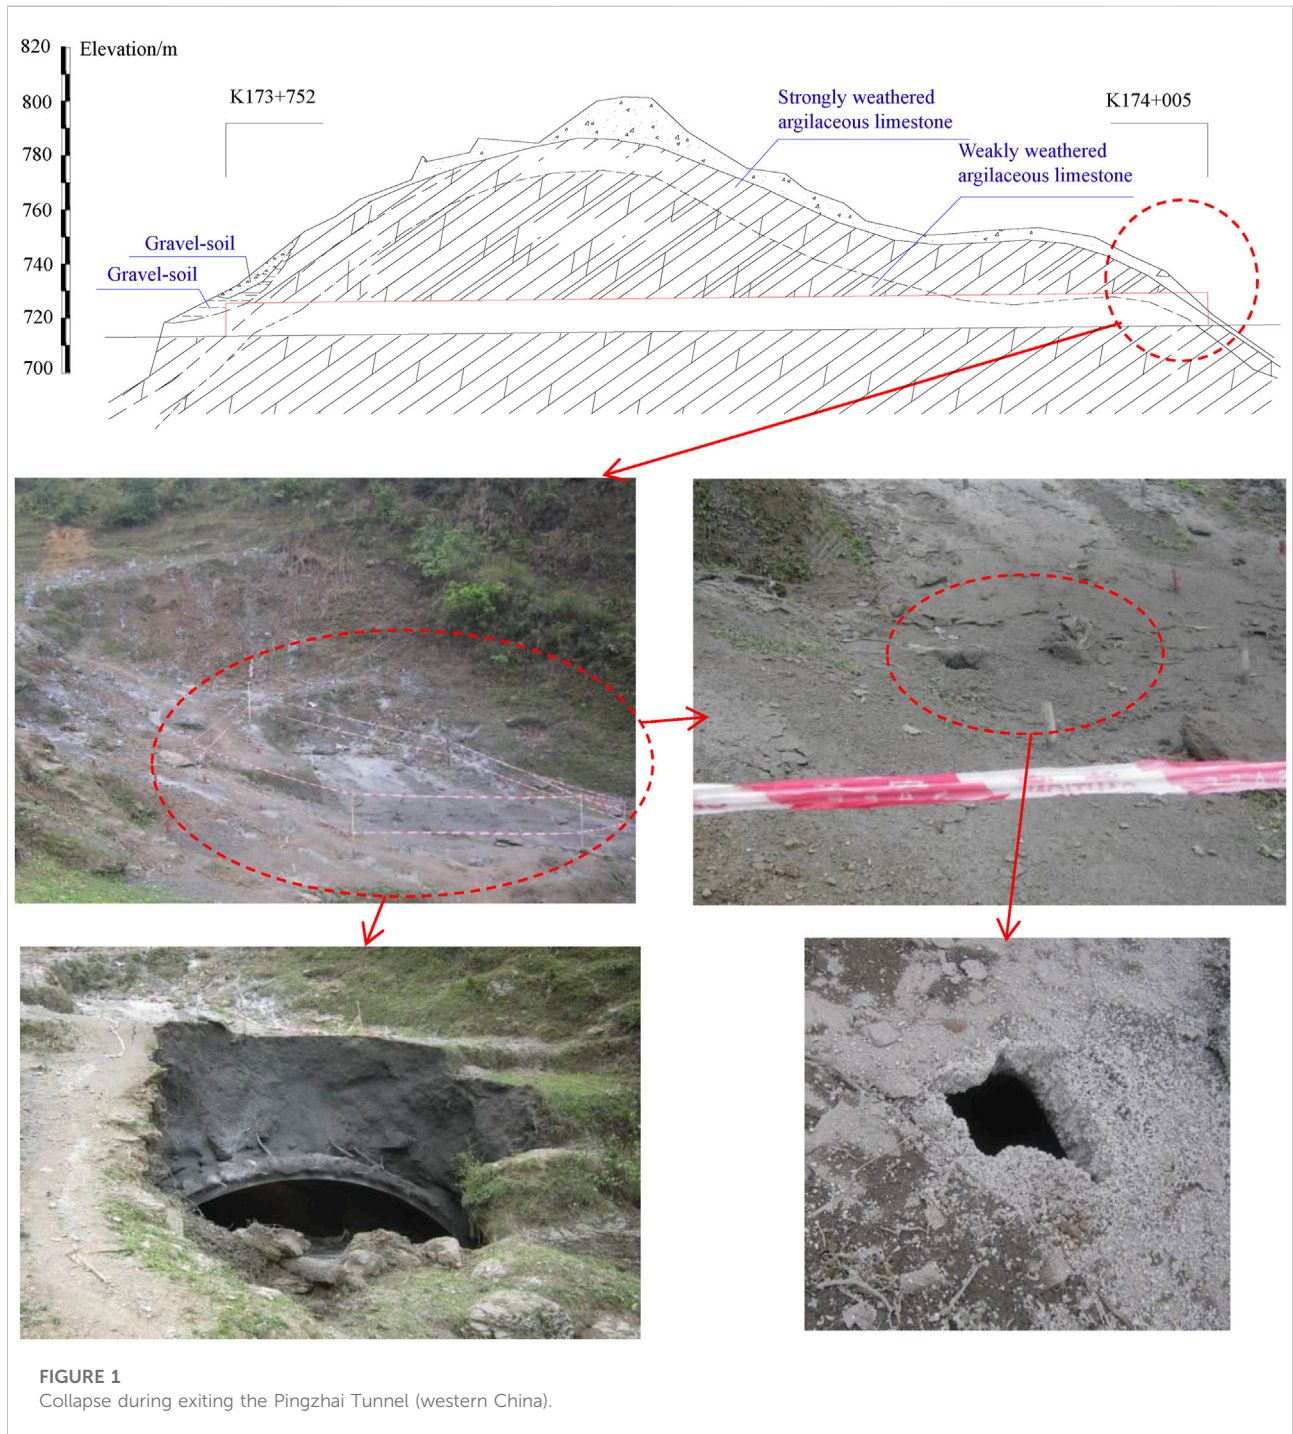 820
Elevation/m
800
780
760
740
720
700
K173+752
K174+005
Strongly weathered
argilaceous limestone
Weakly weathered
argilaceous limestone
Gravel-soil
Gravel-soil
FIGURE 1
Collapse during exiting the Pingzhai Tunnel (western China).